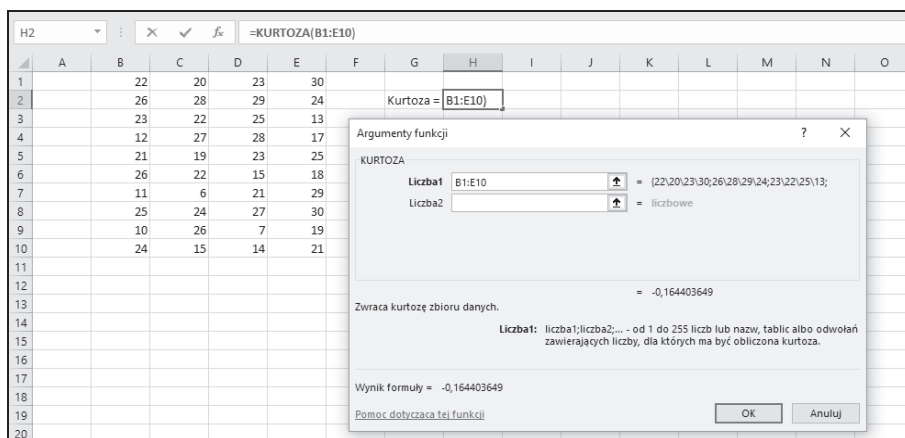 H2 fx =KURTOZA(B1:E10)
A B C D E F G H I J K L M N O
1 22 20 23 30
2 26 28 29 24 Kurtoza = B1:E10)
3 23 22 25 13
4 12 27 28 17
5 21 19 23 25
6 26 22 15 18
7 11 6 21 29
8 25 24 27 30
9 10 26 7 19
10 24 15 14 21
11
12
13
14
15
16
17
18
19
20
Argumenty funkcji ? X
KURTOZA
Liczba1 B1:E10 = {22\20\23\30;26\28\29\24;23\22\25\13;
Liczba2 = liczbowe
= -0,164403649
Zwraca kurtozę zbioru danych.
Liczba1: liczba1;liczba2;... - od 1 do 255 liczb lub nazw, tablic albo odwołań
zawierających liczby, dla których ma być obliczona kurtoza.
Wynik formuły = -0,164403649
Pomoc dotycząca tej funkcji OK Anuluj